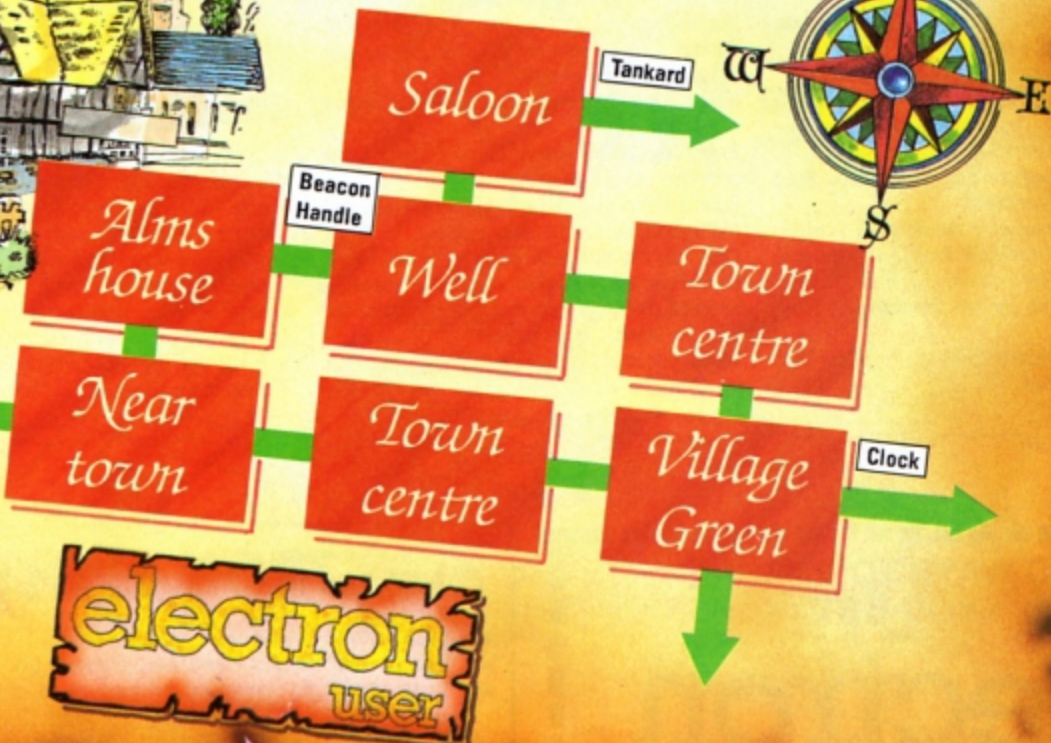 Saloon
Tankard
W
E
S
Alms
house
Beacon
Handle
Well
Town
centre
Near
town
Town
centre
Village
Green
Clock
electron
user